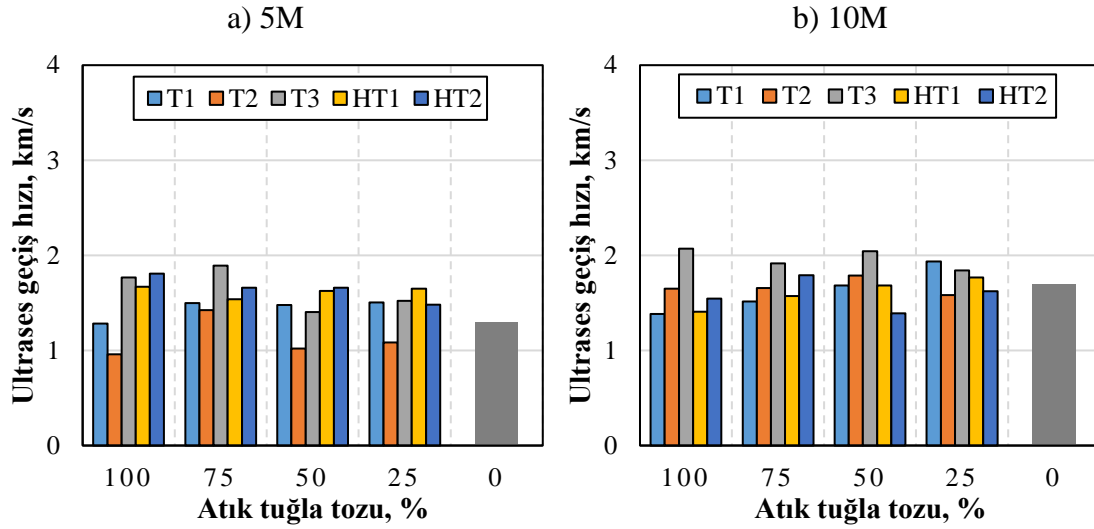 a) 5M
Ultrases geçiş hızı, km/s
4
3
2
1
0
T1 T2 T3 HT1 HT2
100 75 50 25 0
Atık tuğla tozu, %
b) 10M
Ultrases geçiş hızı, km/s
4
3
2
1
0
T1 T2 T3 HT1 HT2
100 75 50 25 0
Atık tuğla tozu, %